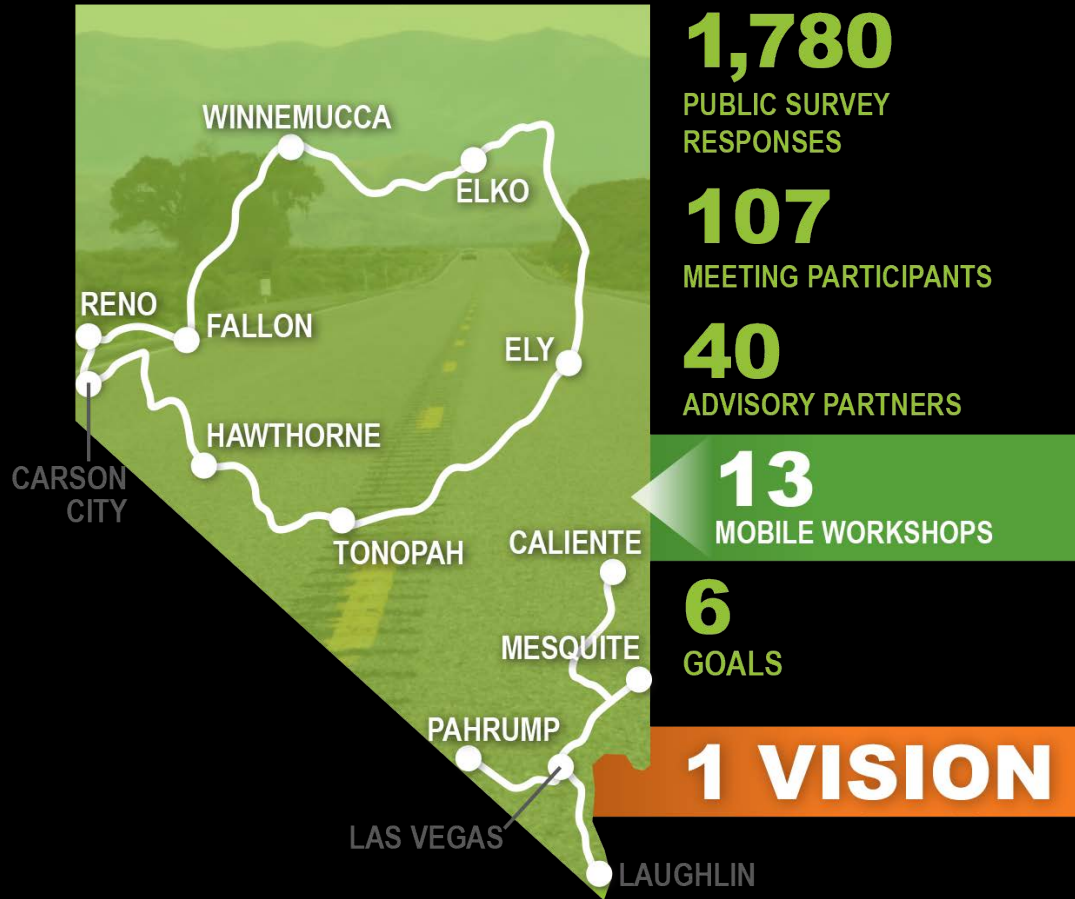 WINNEMUCCA
ELKO
RENO
FALLON
ELY
HAWTHORNE
CARSON
CITY
TONOPAH
CALIENTE
MESQUITE
PAHRUMP
LAS VEGAS
LAUGHLIN
1,780
PUBLIC SURVEY
RESPONSES
107
MEETING PARTICIPANTS
40
ADVISORY PARTNERS
13
MOBILE WORKSHOPS
6
GOALS
1 VISION